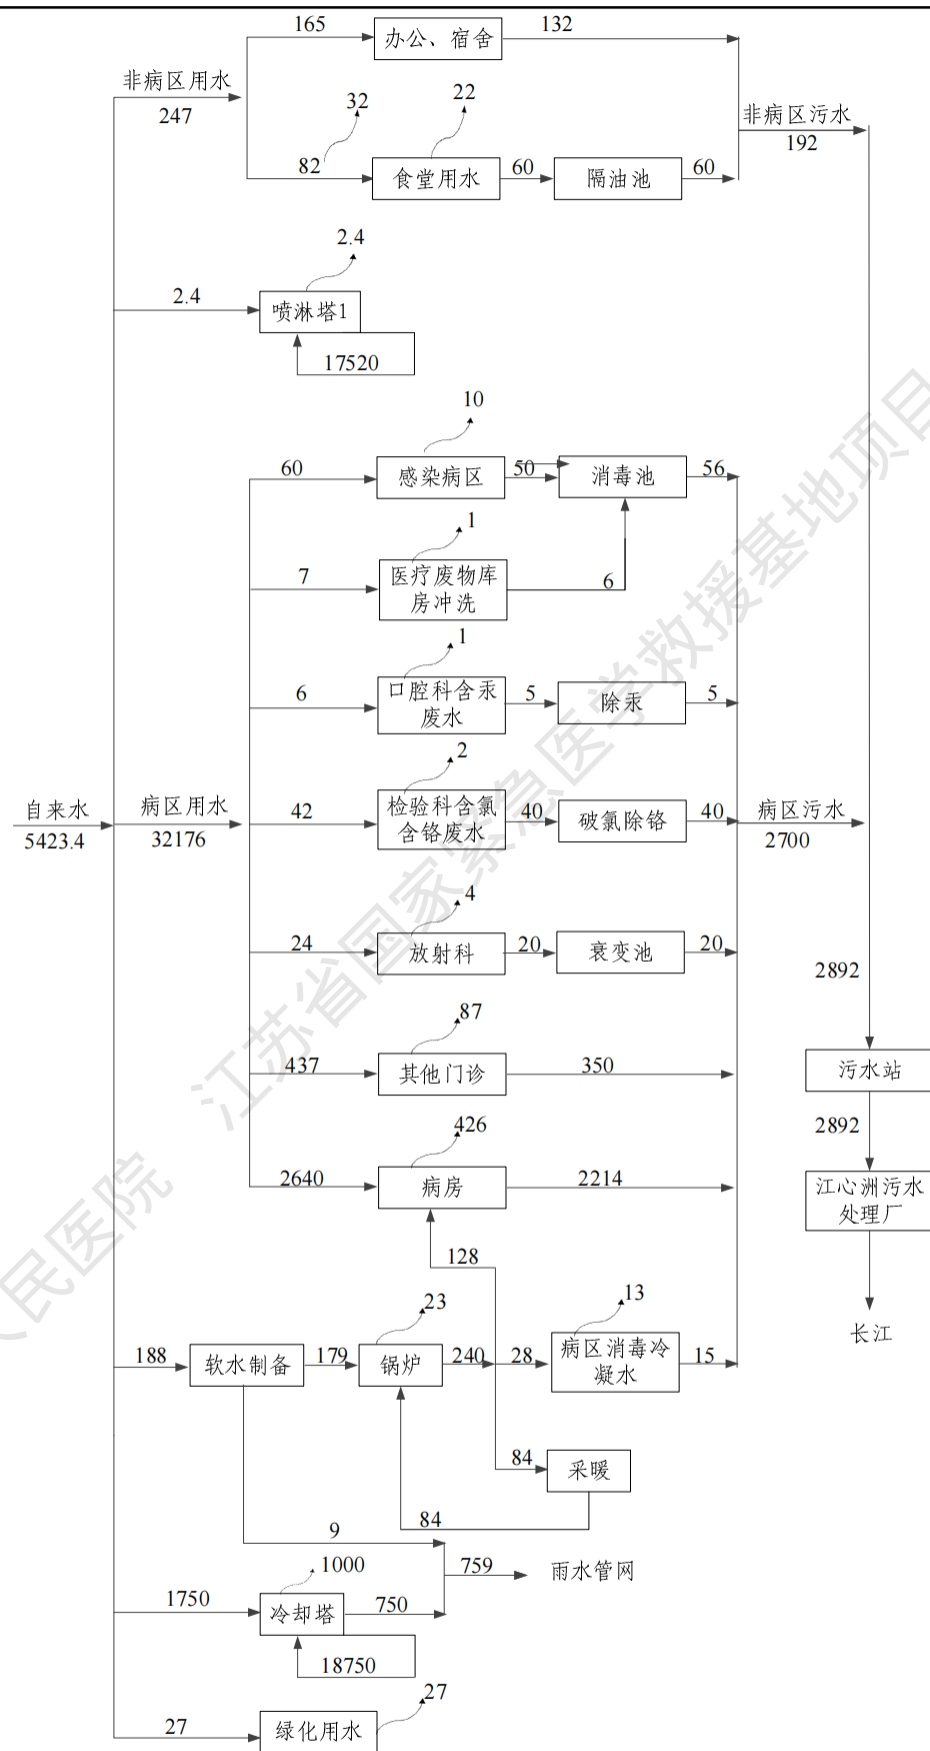 165
办公、宿舍
132
非病区用水
247
32
22
82
食堂用水
60
隔油池
60
非病区污水
192
2.4
2.4
喷淋塔1
17520
10
60
感染病区
50
消毒池
56
1
7
医疗废物库
房冲洗
6
1
6
口腔科含汞
废水
5
除汞
5
2
自来水
5423.4
病区用水
32176
42
检验科含氯
含铬废水
40
破氯除铬
40
病区污水
2700
4
24
放射科
20
衰变池
20
2892
87
437
其他门诊
350
污水站
2892
426
2640
病房
2214
江心洲污水
处理厂
128
长江
23
13
188
软水制备
179
锅炉
240
28
病区消毒冷
凝水
15
84
采暖
84
9
759
雨水管网
1000
1750
冷却塔
750
18750
27
27
绿化用水
人民医院
江苏省国家紧急医学救援基地项目